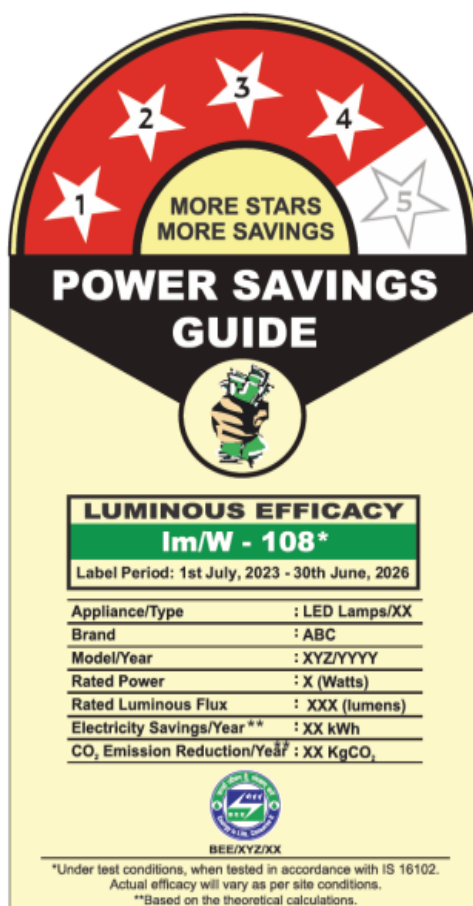 1 2 3 4 5
MORE STARS
MORE SAVINGS
POWER SAVINGS
GUIDE
LUMINOUS EFFICACY
lm/W - 108*
Label Period: 1st July, 2023 - 30th June, 2026
Appliance/Type : LED Lamps/XX
Brand : ABC
Model/Year : XYZ/YYYY
Rated Power : X (Watts)
Rated Luminous Flux : XXX (lumens)
Electricity Savings/Year** : XX kWh
CO₂ Emission Reduction/Year** : XX KgCO₂
BEE
BEE/XYZ/XX
*Under test conditions, when tested in accordance with IS 16102.
Actual efficacy will vary as per site conditions.
**Based on the theoretical calculations.